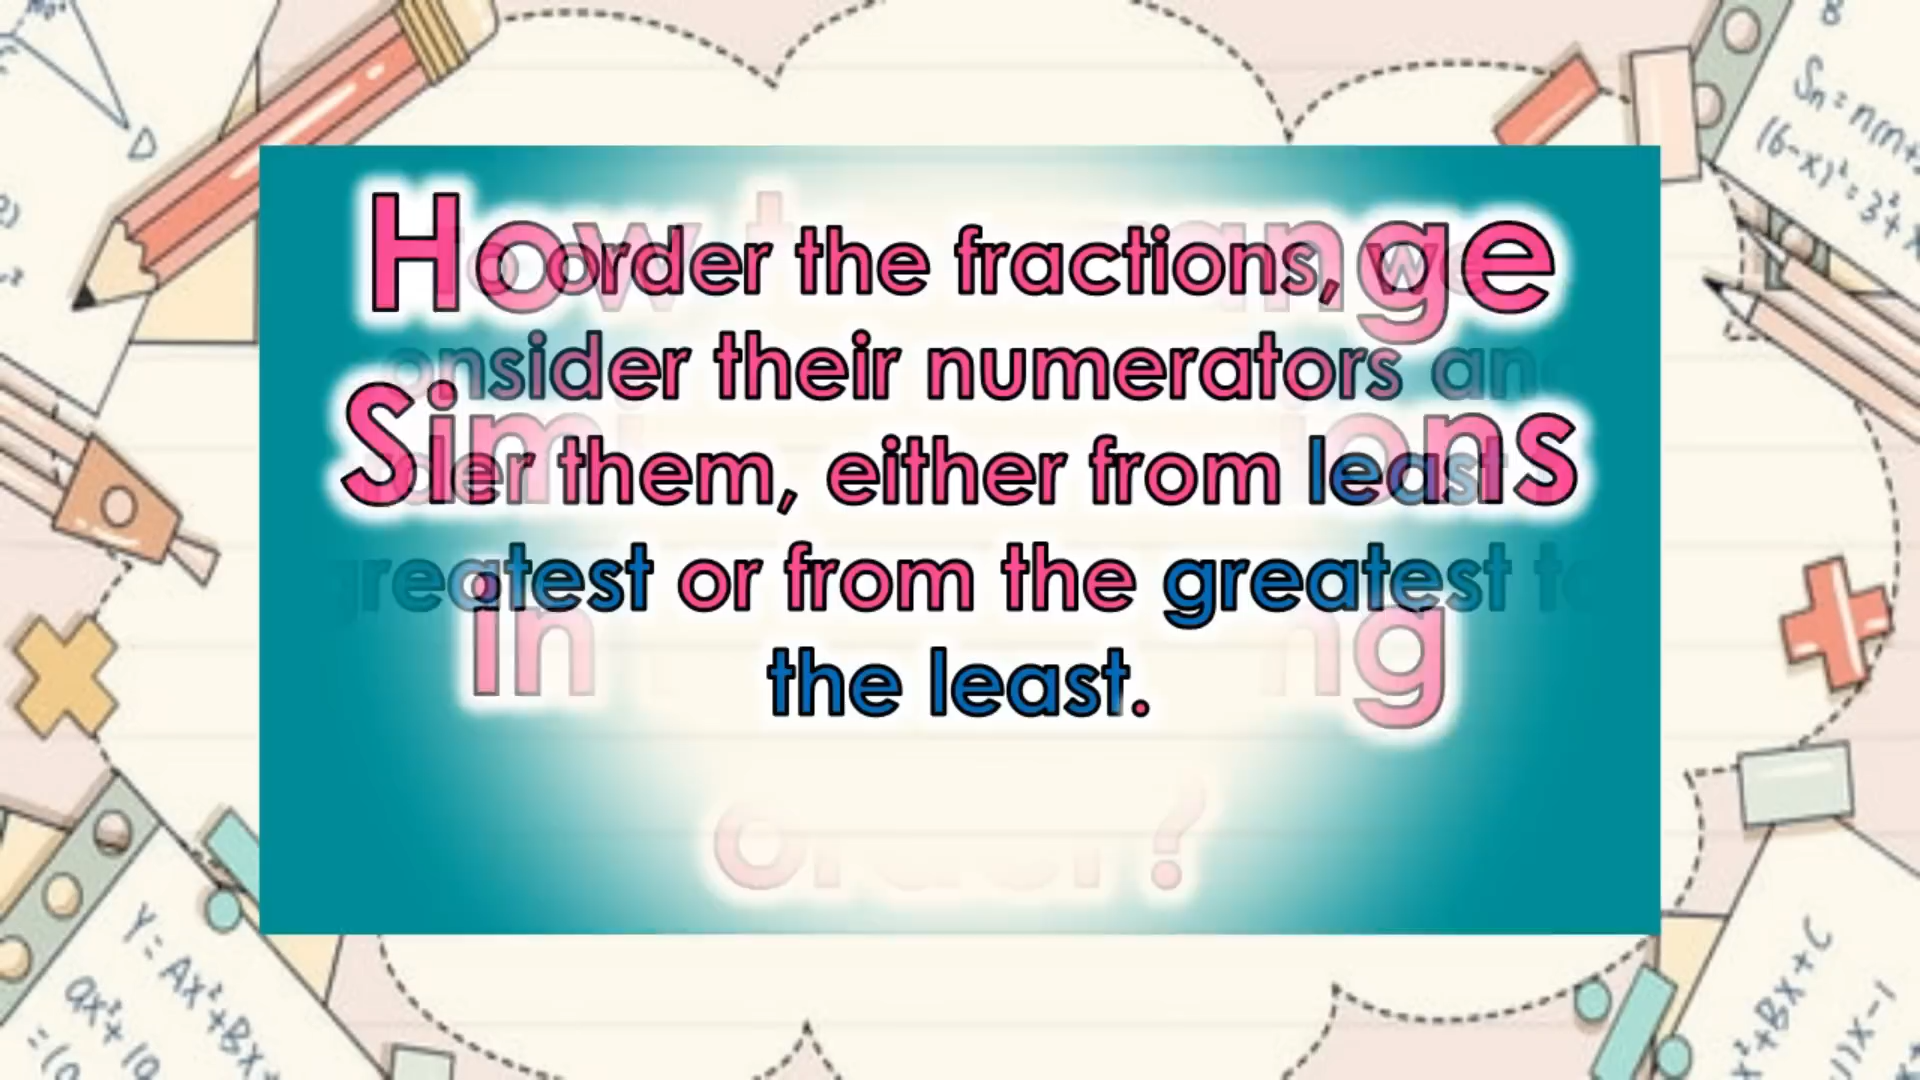 How to arrange
Similar fractions
in
order?
To order the fractions, we
consider their numerators and
order them, either from least to
greatest or from the greatest to
the least.